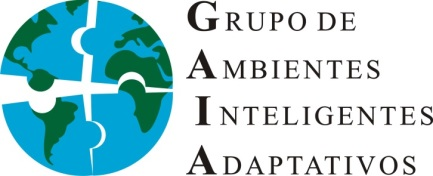 GRUPO DE
AMBIENTES
INTELIGENTES
ADAPTATIVOS